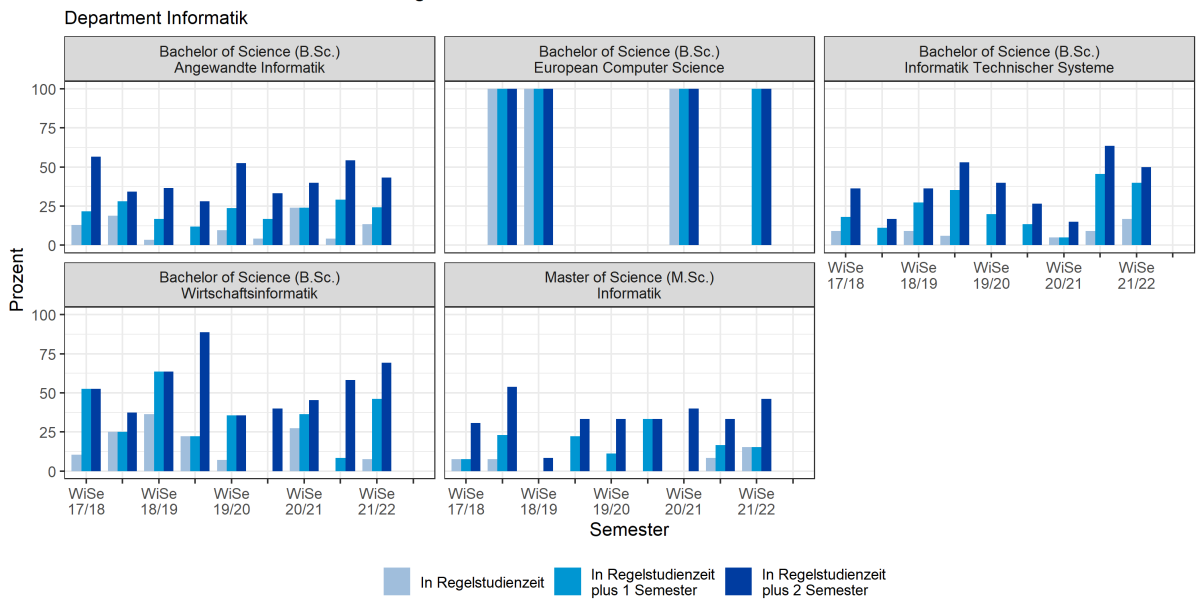 Department Informatik
Bachelor of Science (B.Sc.)
Angewandte Informatik
Bachelor of Science (B.Sc.)
European Computer Science
Bachelor of Science (B.Sc.)
Informatik Technischer Systeme
100
75
50
25
0
WiSe
17/18
WiSe
18/19
WiSe
19/20
WiSe
20/21
WiSe
21/22
Prozent
Bachelor of Science (B.Sc.)
Wirtschaftsinformatik
Master of Science (M.Sc.)
Informatik
100
75
50
25
0
WiSe
17/18
WiSe
18/19
WiSe
19/20
WiSe
20/21
WiSe
21/22
WiSe
17/18
WiSe
18/19
WiSe
19/20
WiSe
20/21
WiSe
21/22
Semester
In Regelstudienzeit
In Regelstudienzeit
plus 1 Semester
In Regelstudienzeit
plus 2 Semester